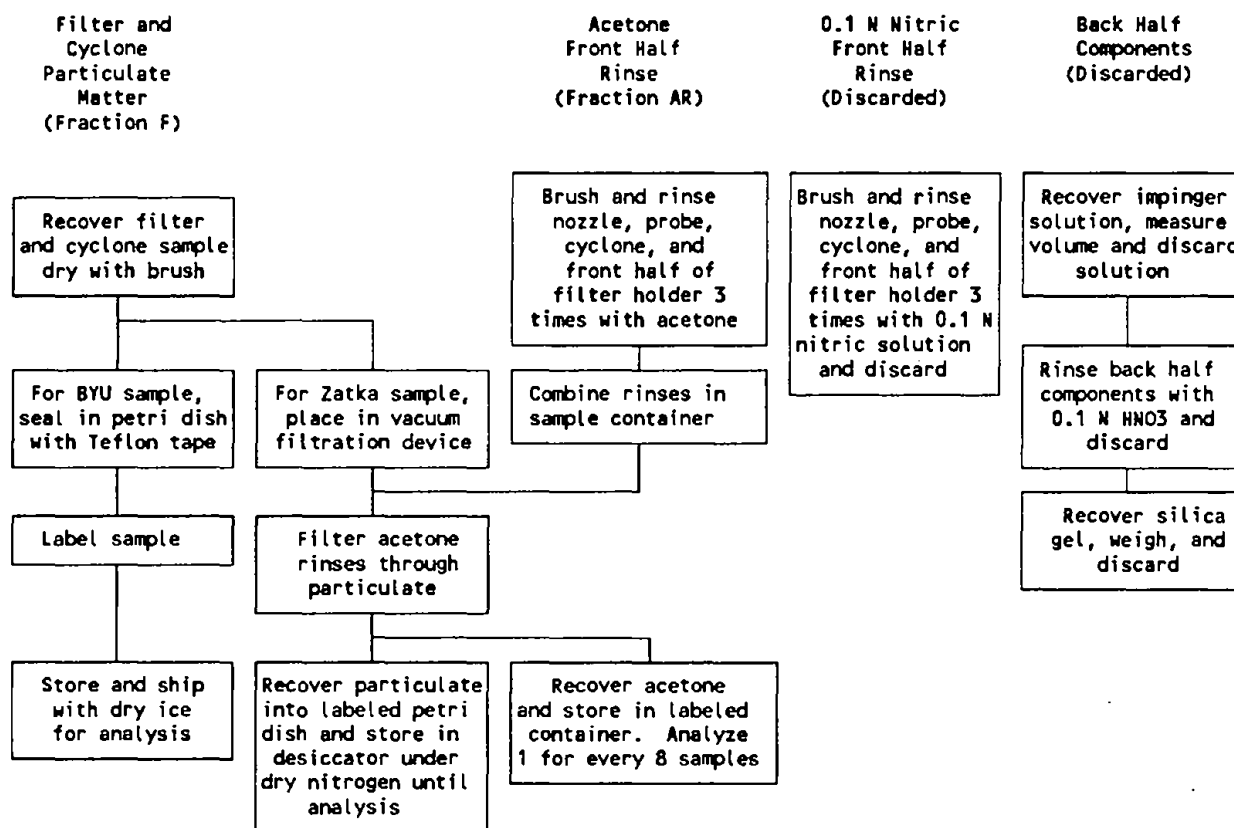 Filter and
Cyclone
Particulate
Matter
(Fraction F)
Acetone
Front Half
Rinse
(Fraction AR)
0.1 N Nitric
Front Half
Rinse
(Discarded)
Back Half
Components
(Discarded)
Recover filter
and cyclone sample
dry with brush
Brush and rinse
nozzle, probe,
cyclone, and
front half of
filter holder 3
times with acetone
Brush and rinse
nozzle, probe,
cyclone, and
front half of
filter holder 3
times with 0.1 N
nitric solution
and discard
Recover impinger
solution, measure
volume and discard
solution
For BYU sample,
seal in petri dish
with Teflon tape
For Zatka sample,
place in vacuum
filtration device
Combine rinses in
sample container
Rinse back half
components with
0.1 N HNO3 and
discard
Label sample
Filter acetone
rinses through
particulate
Recover silica
gel, weigh, and
discard
Store and ship
with dry ice
for analysis
Recover particulate
into labeled petri
dish and store in
desiccator under
dry nitrogen until
analysis
Recover acetone
and store in labeled
container. Analyze
1 for every 8 samples